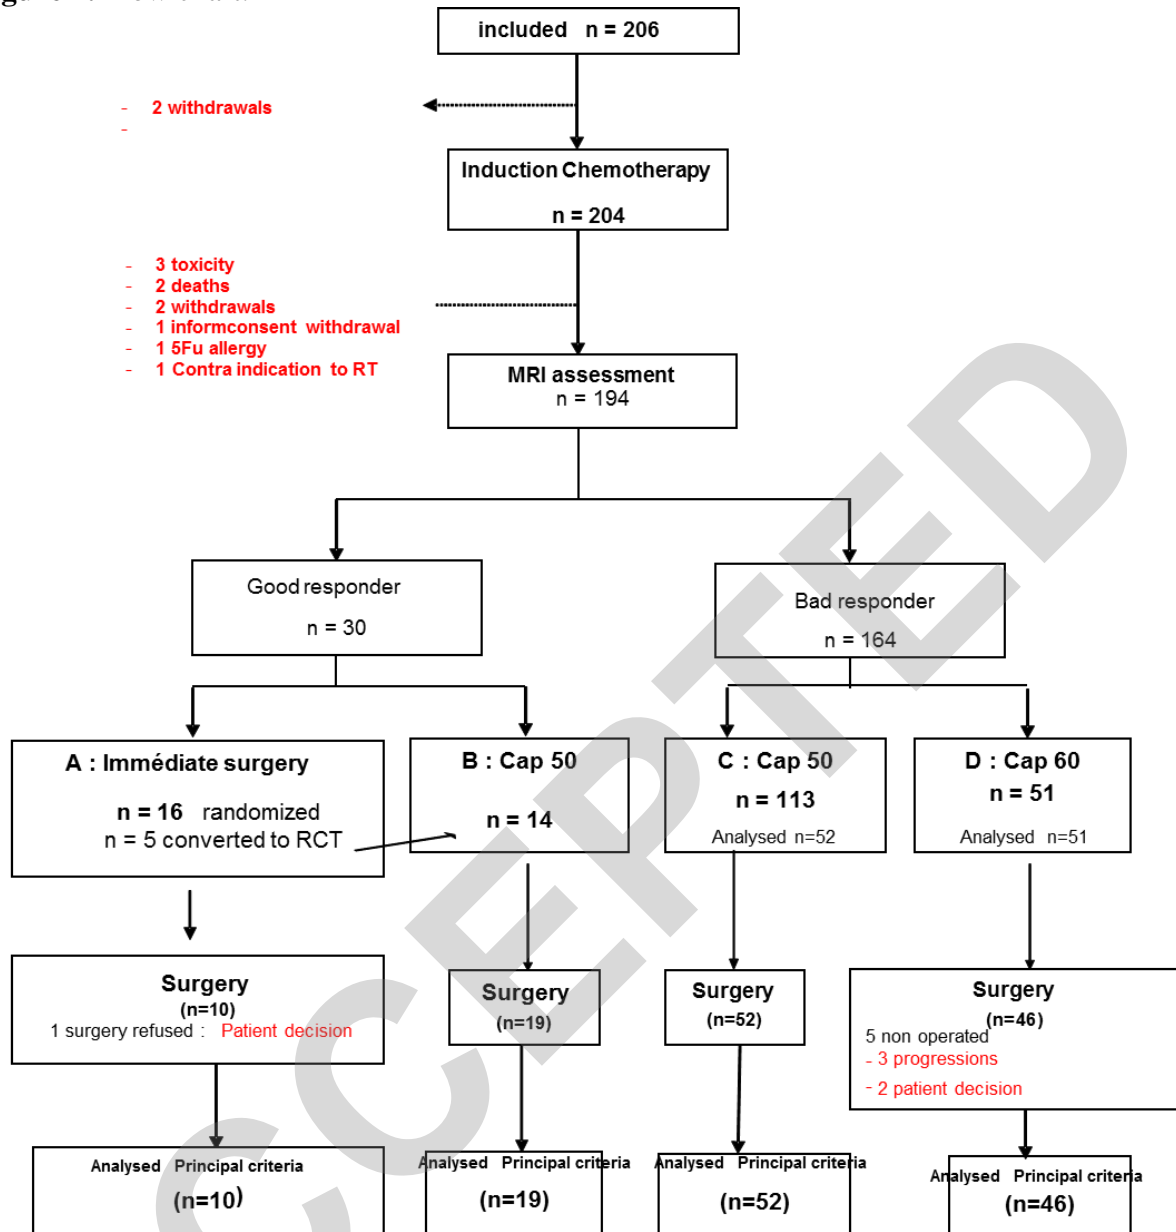 included n = 206
- 2 withdrawals
-
Induction Chemotherapy
n = 204
- 3 toxicity
- 2 deaths
- 2 withdrawals
- 1 informconsent withdrawal
- 1 5Fu allergy
- 1 Contra indication to RT
MRI assessment
n = 194
Good responder
n = 30
Bad responder
n = 164
A : Immédiate surgery
n = 16 randomized
n = 5 converted to RCT
B : Cap 50
n = 14
C : Cap 50
n = 113
Analysed n=52
D : Cap 60
n = 51
Analysed n=51
Surgery
(n=10)
1 surgery refused : Patient decision
Surgery
(n=19)
Surgery
(n=52)
Surgery
(n=46)
5 non operated
- 3 progressions
- 2 patient decision
Analysed Principal criteria
(n=10)
Analysed Principal criteria
(n=19)
Analysed Principal criteria
(n=52)
Analysed Principal criteria
(n=46)
CCEPTED